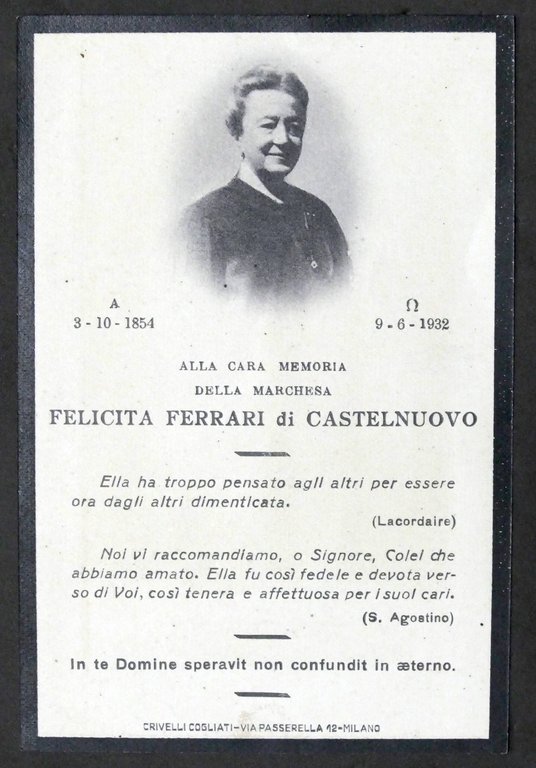 A Ω
3-10-1854 9-6-1932
ALLA CARA MEMORIA
DELLA MARCHESA
FELICITA FERRARI di CASTELNUOVO
Ella ha troppo pensato agli altri per essere
ora dagli altri dimenticata.
(Lacordaire)
Noi vi raccomandiamo, o Signore, Colei che
abbiamo amato. Ella fu così fedele e devota ver-
so di Voi, così tenera e affettuosa per i suoi cari.
(S. Agostino)
In te Domine speravit non confundit in æterno.
CRIVELLI COGLIATI-VIA PASSERELLA 12-MILANO